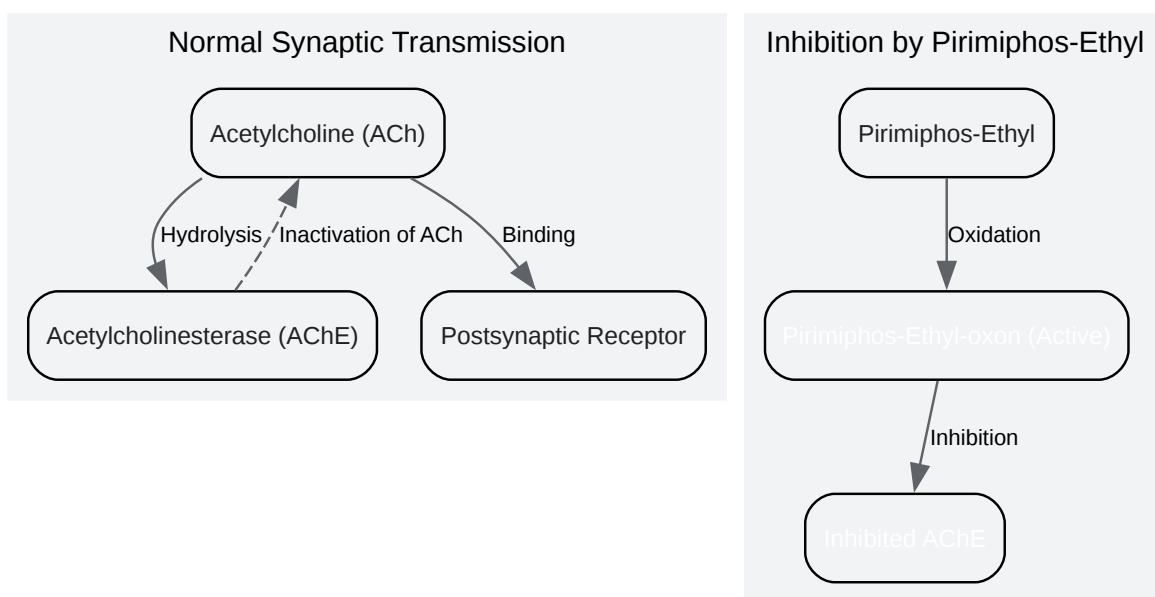 Normal Synaptic Transmission
Acetylcholine (ACh)
Hydrolysis
Inactivation of ACh
Binding
Acetylcholinesterase (AChE)
Postsynaptic Receptor
Inhibition by Pirimiphos-Ethyl
Pirimiphos-Ethyl
Oxidation
Pirimiphos-Ethyl-oxon (Active)
Inhibition
Inhibited AChE